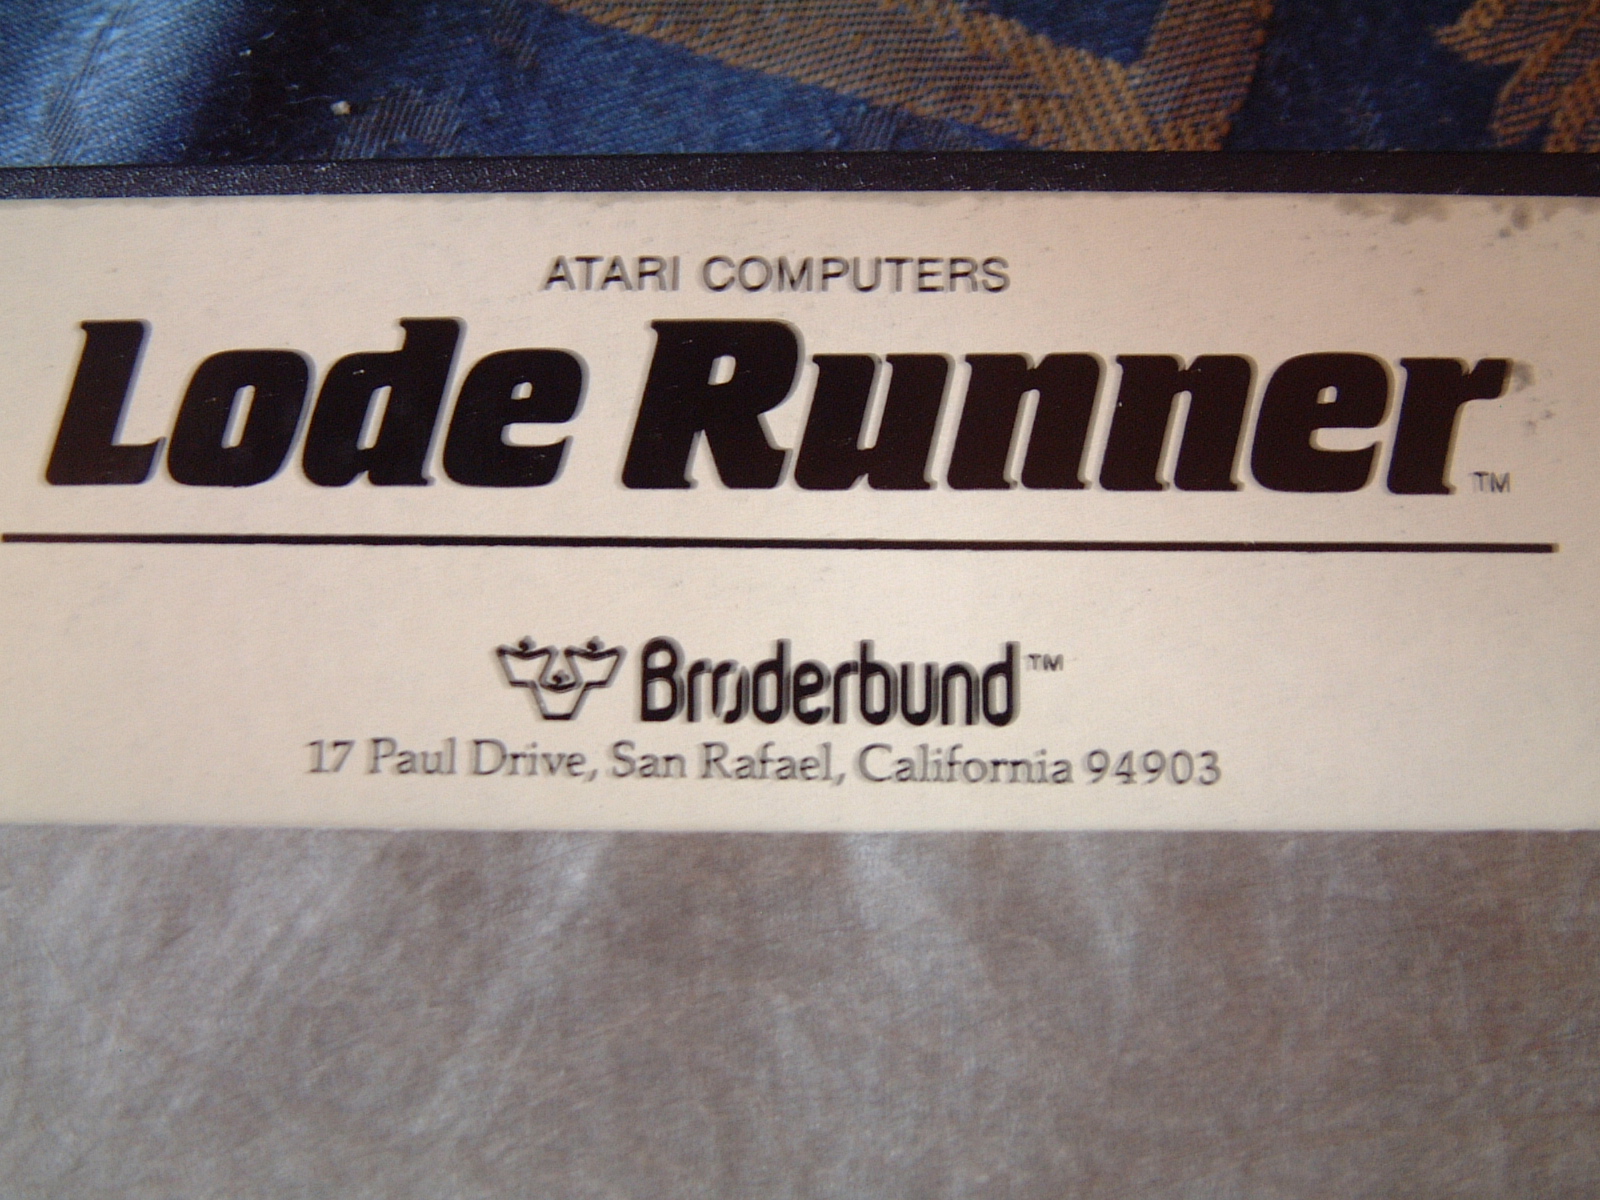 ATARI COMPUTERS
Lode Runner™
Brøderbund™
17 Paul Drive, San Rafael, California 94903